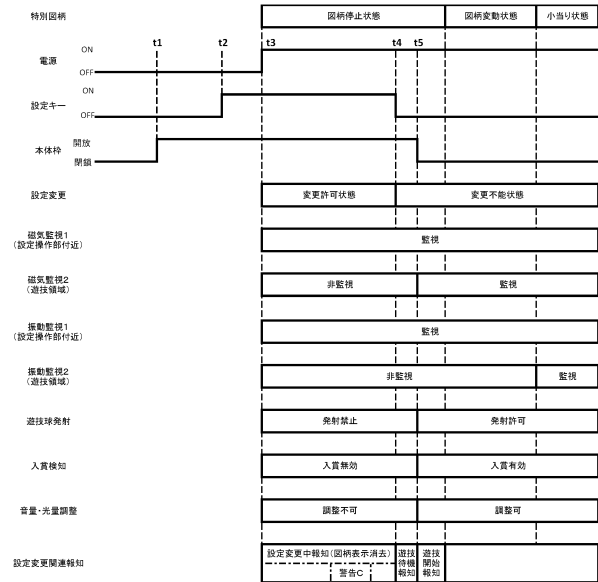 特別図柄 図柄停止状態 図柄変動状態 小当り状態
t1 t2 t3 t4 t5
電源 ON
OFF
設定キー ON
OFF
本体枠 開放
閉鎖
設定変更 変更許可状態 変更不能状態
磁気監視1
(設定操作部付近) 監視
磁気監視2
(遊技領域) 非監視 監視
振動監視1
(設定操作部付近) 監視
振動監視2
(遊技領域) 非監視 監視
遊技球発射 発射禁止 発射許可
入賞検知 入賞無効 入賞有効
音量・光量調整 調整不可 調整可
設定変更関連報知 設定変更中報知(図柄表示消去)
警告C
遊技
待機
報知
遊技
開始
報知